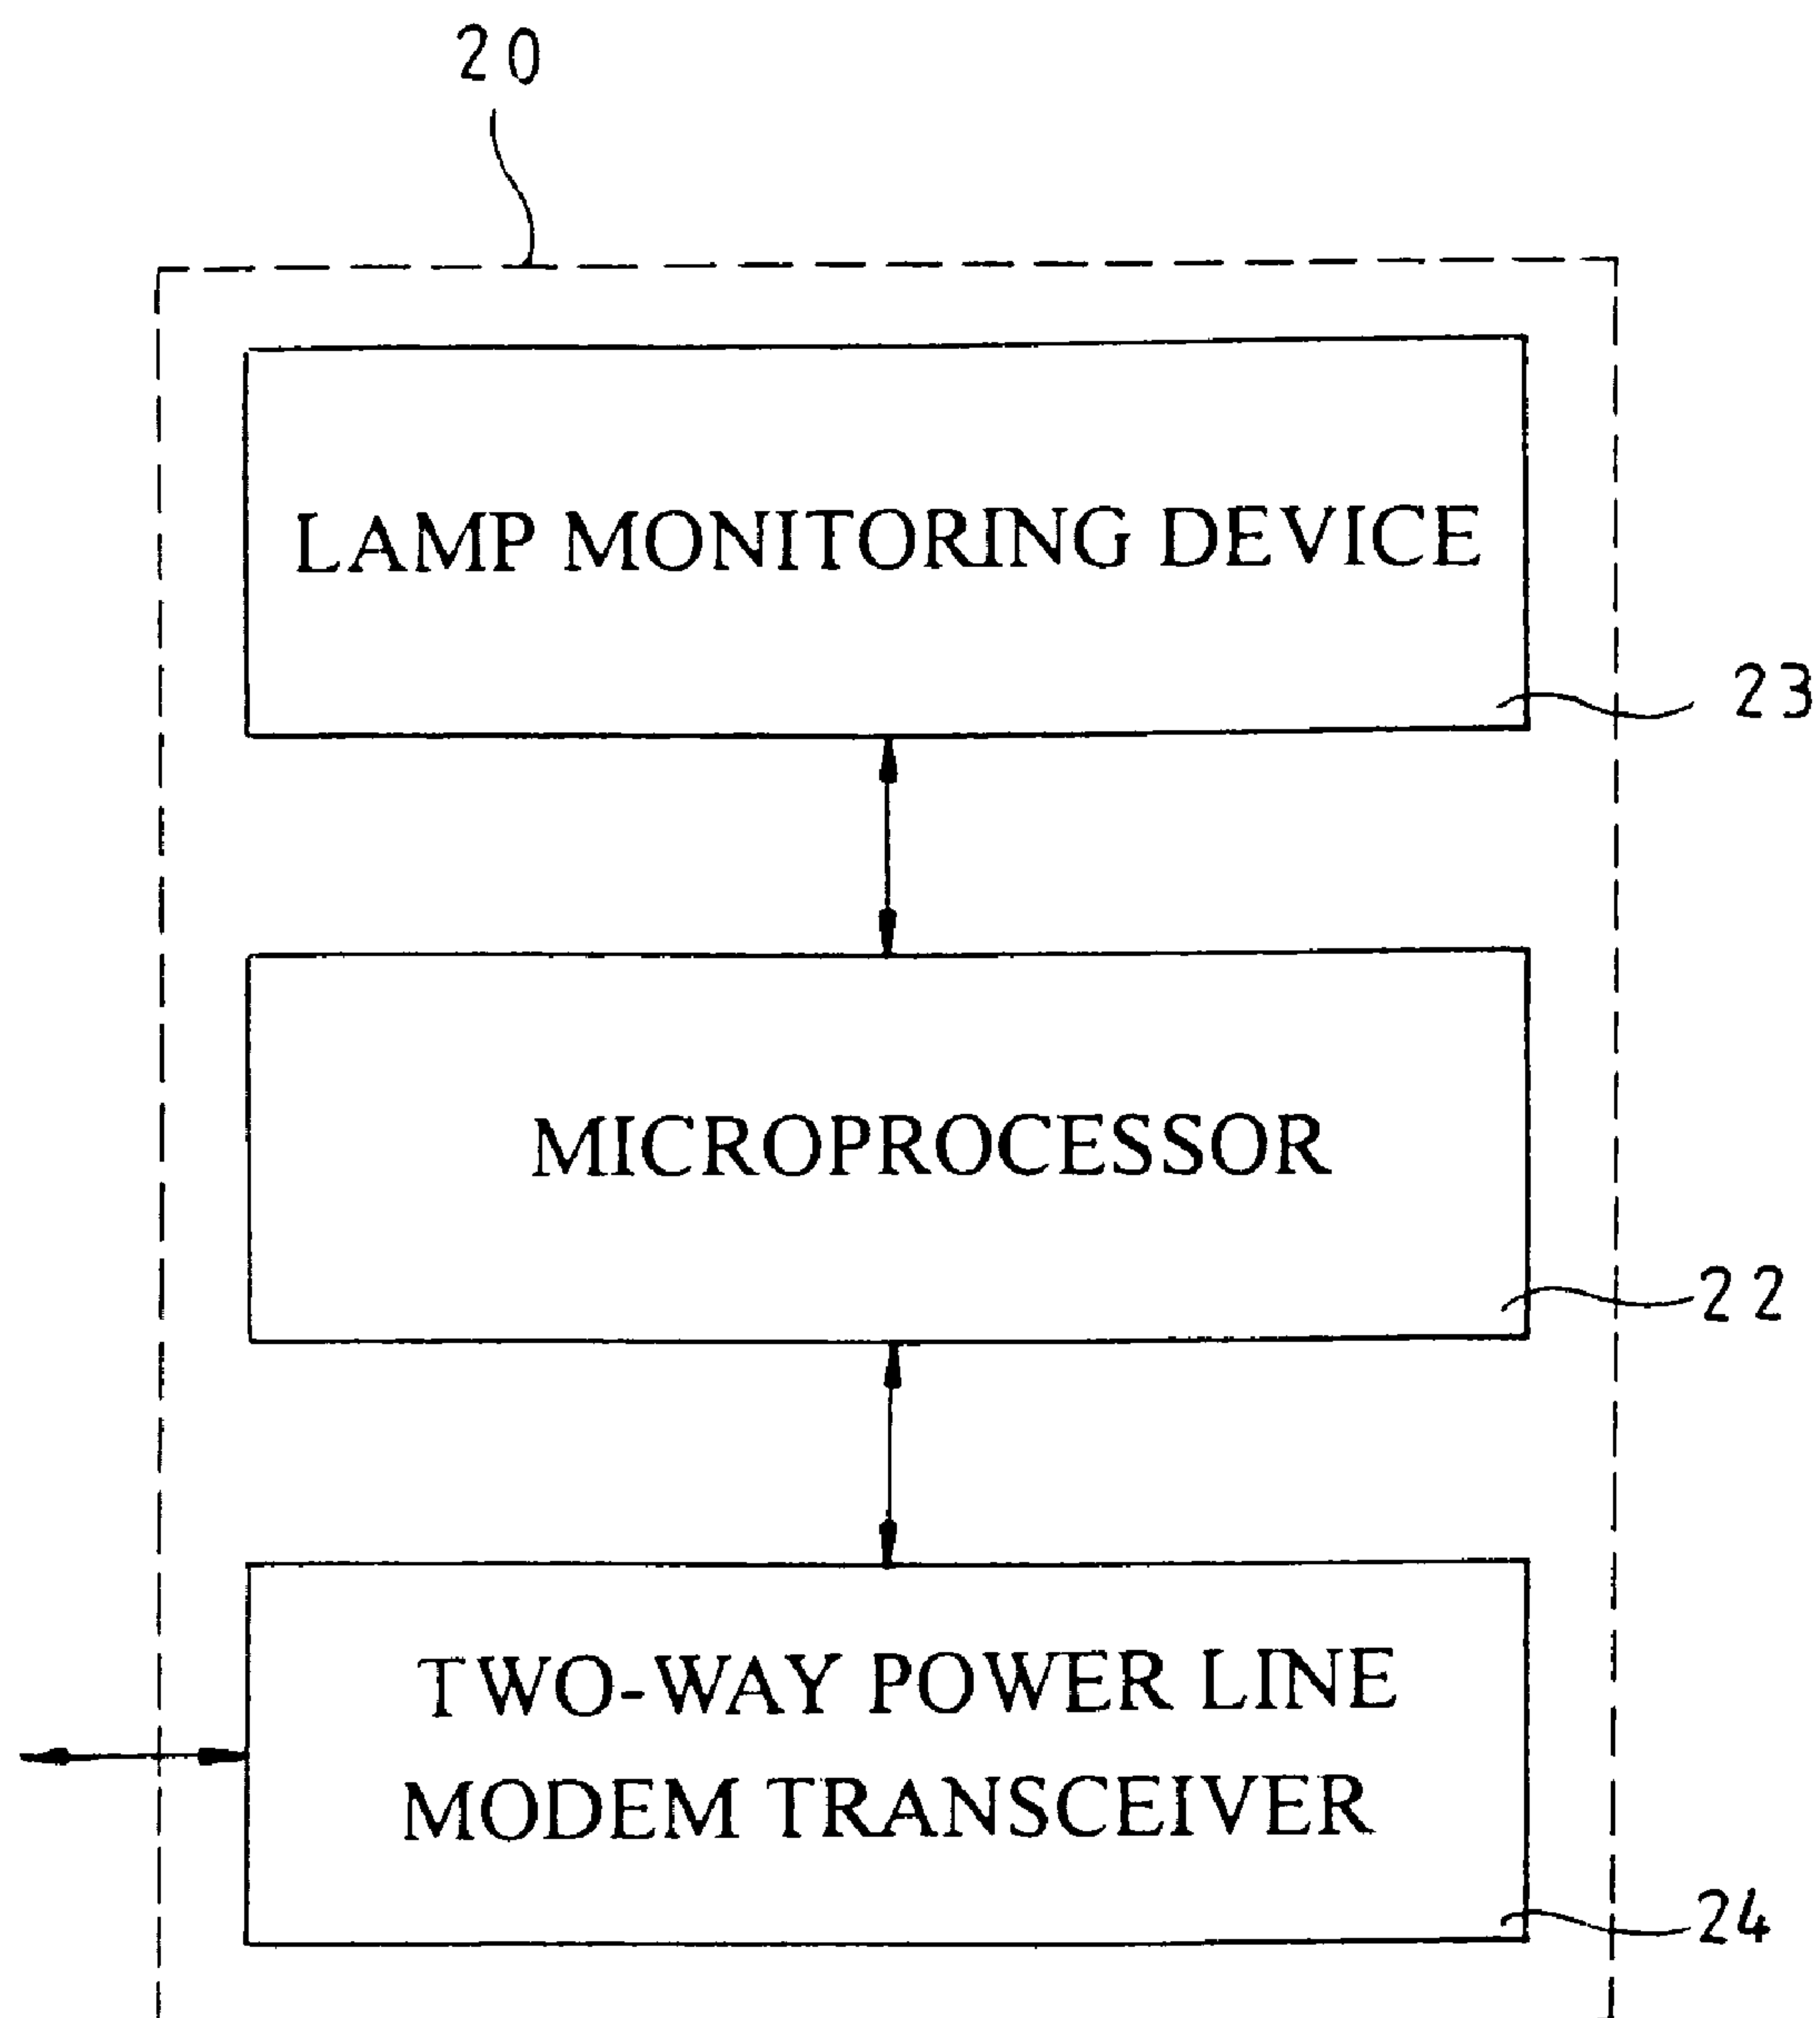 20
LAMP MONITORING DEVICE
23
MICROPROCESSOR
22
TWO-WAY POWER LINE
MODEM TRANSCEIVER
24